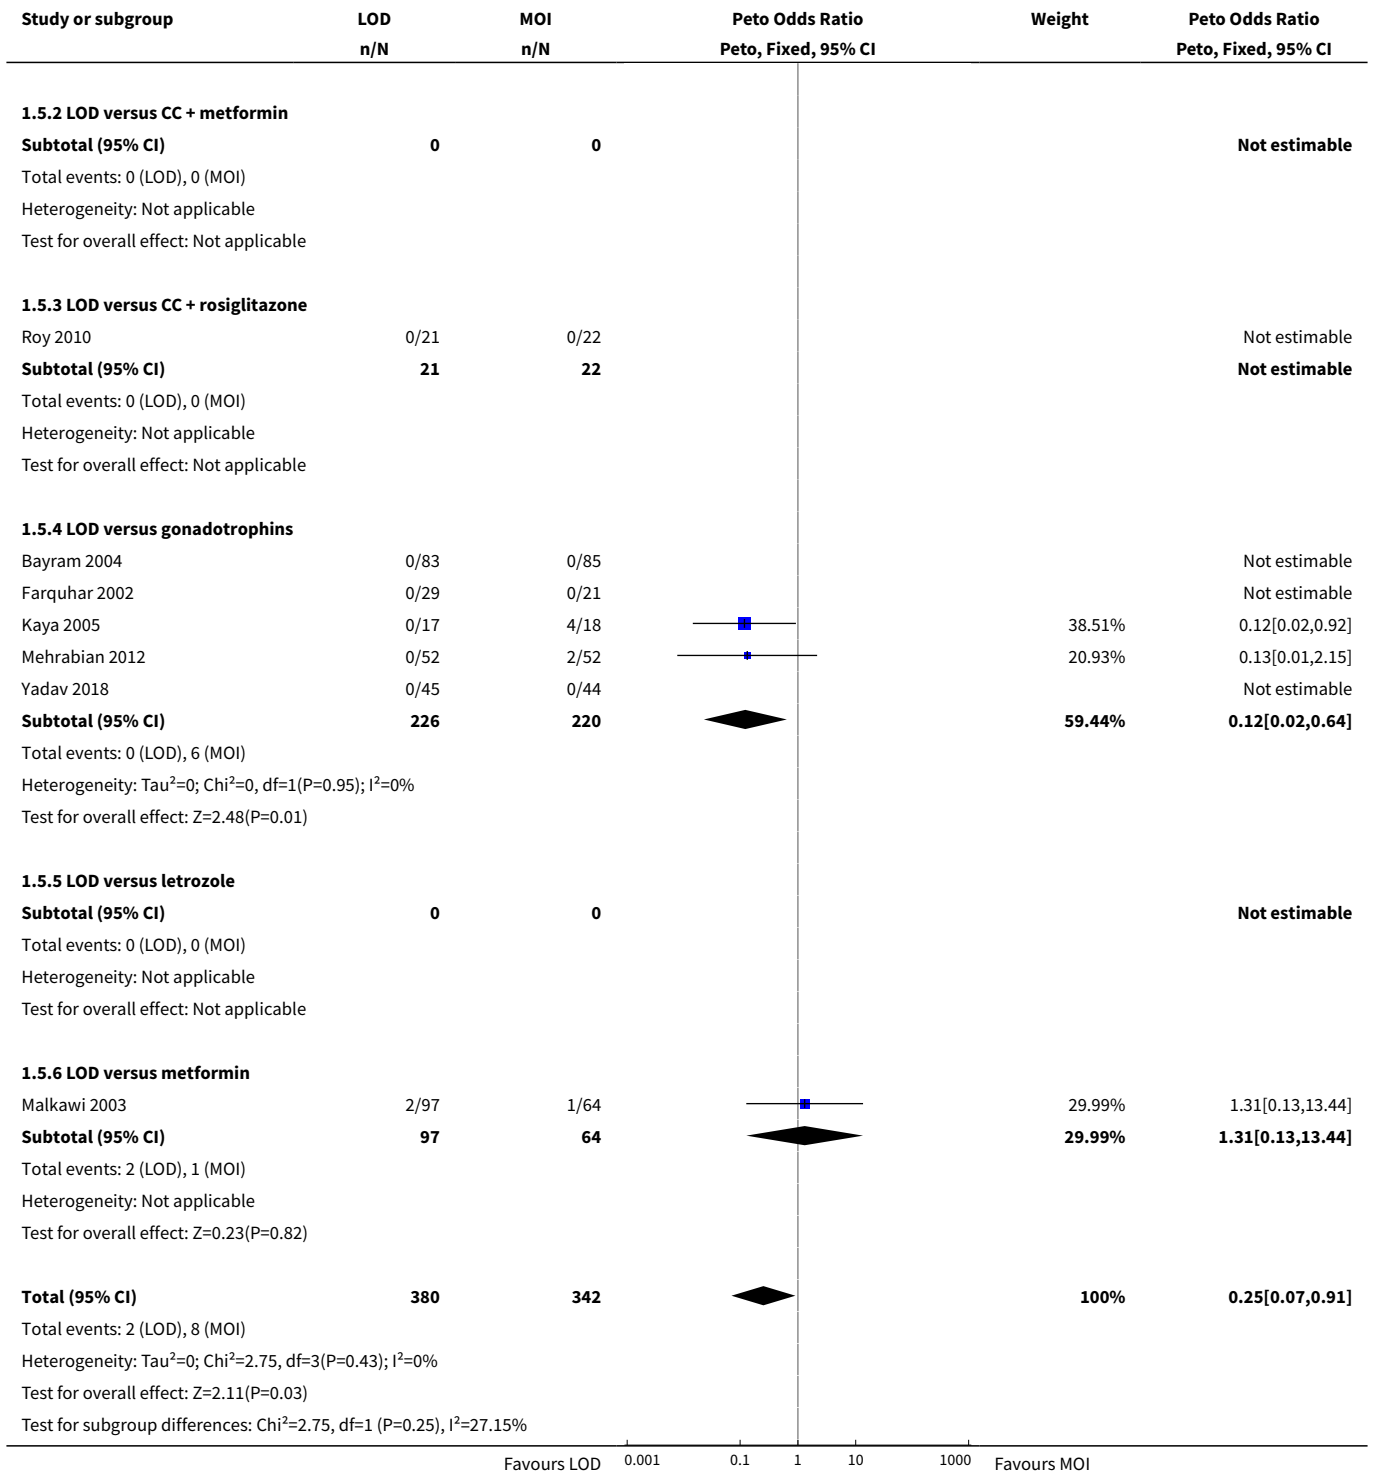 Study or subgroup LOD MOI Peto Odds Ratio Weight Peto Odds Ratio
n/N n/N Peto, Fixed, 95% CI Peto, Fixed, 95% CI
1.5.2 LOD versus CC + metformin
Subtotal (95% CI) 0 0 Not estimable
Total events: 0 (LOD), 0 (MOI)
Heterogeneity: Not applicable
Test for overall effect: Not applicable
1.5.3 LOD versus CC + rosiglitazone
Roy 2010 0/21 0/22 Not estimable
Subtotal (95% CI) 21 22 Not estimable
Total events: 0 (LOD), 0 (MOI)
Heterogeneity: Not applicable
Test for overall effect: Not applicable
1.5.4 LOD versus gonadotrophins
Bayram 2004 0/83 0/85 Not estimable
Farquhar 2002 0/29 0/21 Not estimable
Kaya 2005 0/17 4/18 38.51% 0.12[0.02,0.92]
Mehrabian 2012 0/52 2/52 20.93% 0.13[0.01,2.15]
Yadav 2018 0/45 0/44 Not estimable
Subtotal (95% CI) 226 220 59.44% 0.12[0.02,0.64]
Total events: 0 (LOD), 6 (MOI)
Heterogeneity: Tau²=0; Chi²=0, df=1(P=0.95); I²=0%
Test for overall effect: Z=2.48(P=0.01)
1.5.5 LOD versus letrozole
Subtotal (95% CI) 0 0 Not estimable
Total events: 0 (LOD), 0 (MOI)
Heterogeneity: Not applicable
Test for overall effect: Not applicable
1.5.6 LOD versus metformin
Malkawi 2003 2/97 1/64 29.99% 1.31[0.13,13.44]
Subtotal (95% CI) 97 64 29.99% 1.31[0.13,13.44]
Total events: 2 (LOD), 1 (MOI)
Heterogeneity: Not applicable
Test for overall effect: Z=0.23(P=0.82)
Total (95% CI) 380 342 100% 0.25[0.07,0.91]
Total events: 2 (LOD), 8 (MOI)
Heterogeneity: Tau²=0; Chi²=2.75, df=3(P=0.43); I²=0%
Test for overall effect: Z=2.11(P=0.03)
Test for subgroup differences: Chi²=2.75, df=1 (P=0.25), I²=27.15%
Favours LOD 0.001 0.1 1 10 1000 Favours MOI